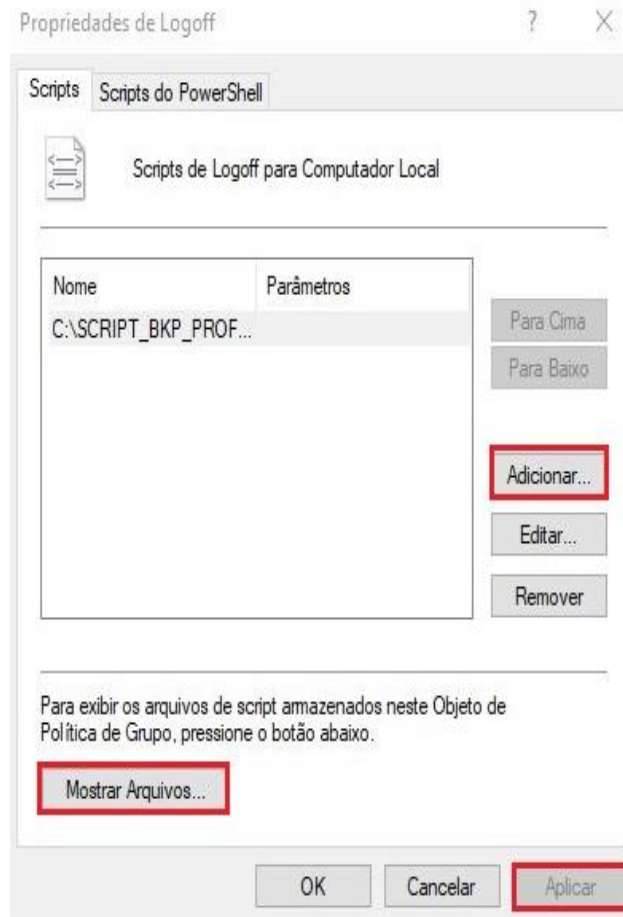 Propriedades de Logoff
Scripts
Scripts do PowerShell
Scripts de Logoff para Computador Local
Nome
Parâmetros
C:\SCRIPT_BKP_PROF...
Para Cima
Para Baixo
Adicionar...
Editar...
Remover
Para exibir os arquivos de script armazenados neste Objeto de
Política de Grupo, pressione o botão abaixo.
Mostrar Arquivos...
OK
Cancelar
Aplicar